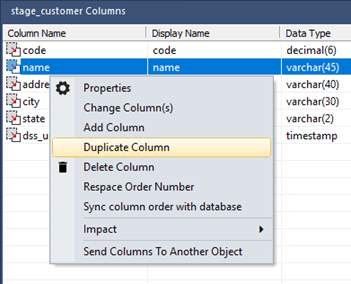 stage_customer Columns
Column Name Display Name Data Type
code code decimal(6)
name name varchar(45)
addre varchar(40)
city varchar(30)
state varchar(2)
dss_u timestamp
Properties
Change Column(s)
Add Column
Duplicate Column
Delete Column
Respace Order Number
Sync column order with database
Impact
Send Columns To Another Object